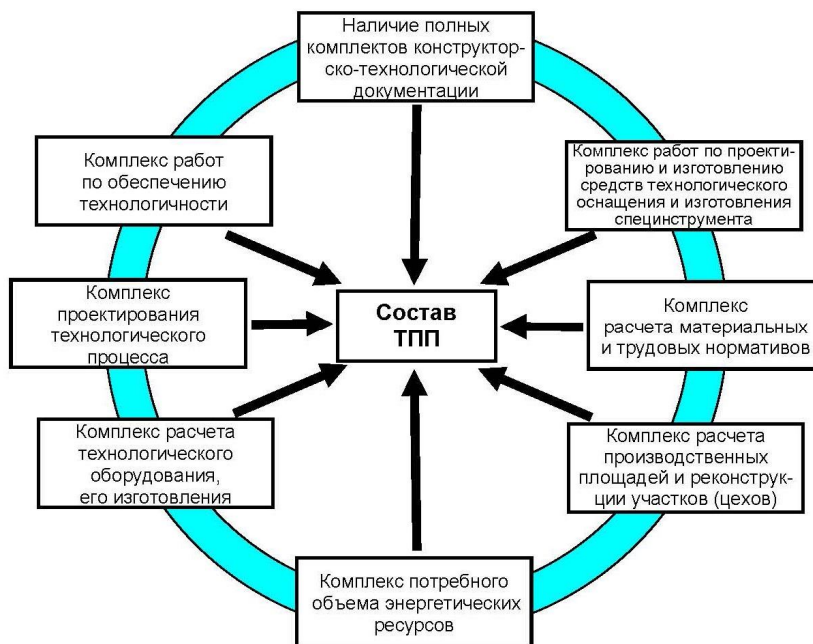 Наличие полных
комплектов конструктор-
ско-технологической
документации
Комплекс работ
по обеспечению
технологичности
Комплекс работ по проекти-
рованию и изготовлению
средств технологического
оснащения и изготовления
специнструмента
Комплекс
проектирования
технологического
процесса
Состав
ТПП
Комплекс
расчета материальных
и трудовых нормативов
Комплекс расчета
технологического
оборудования,
его изготовления
Комплекс расчета
производственных
площадей и реконструк-
ции участков (цехов)
Комплекс потребного
объема энергетических
ресурсов